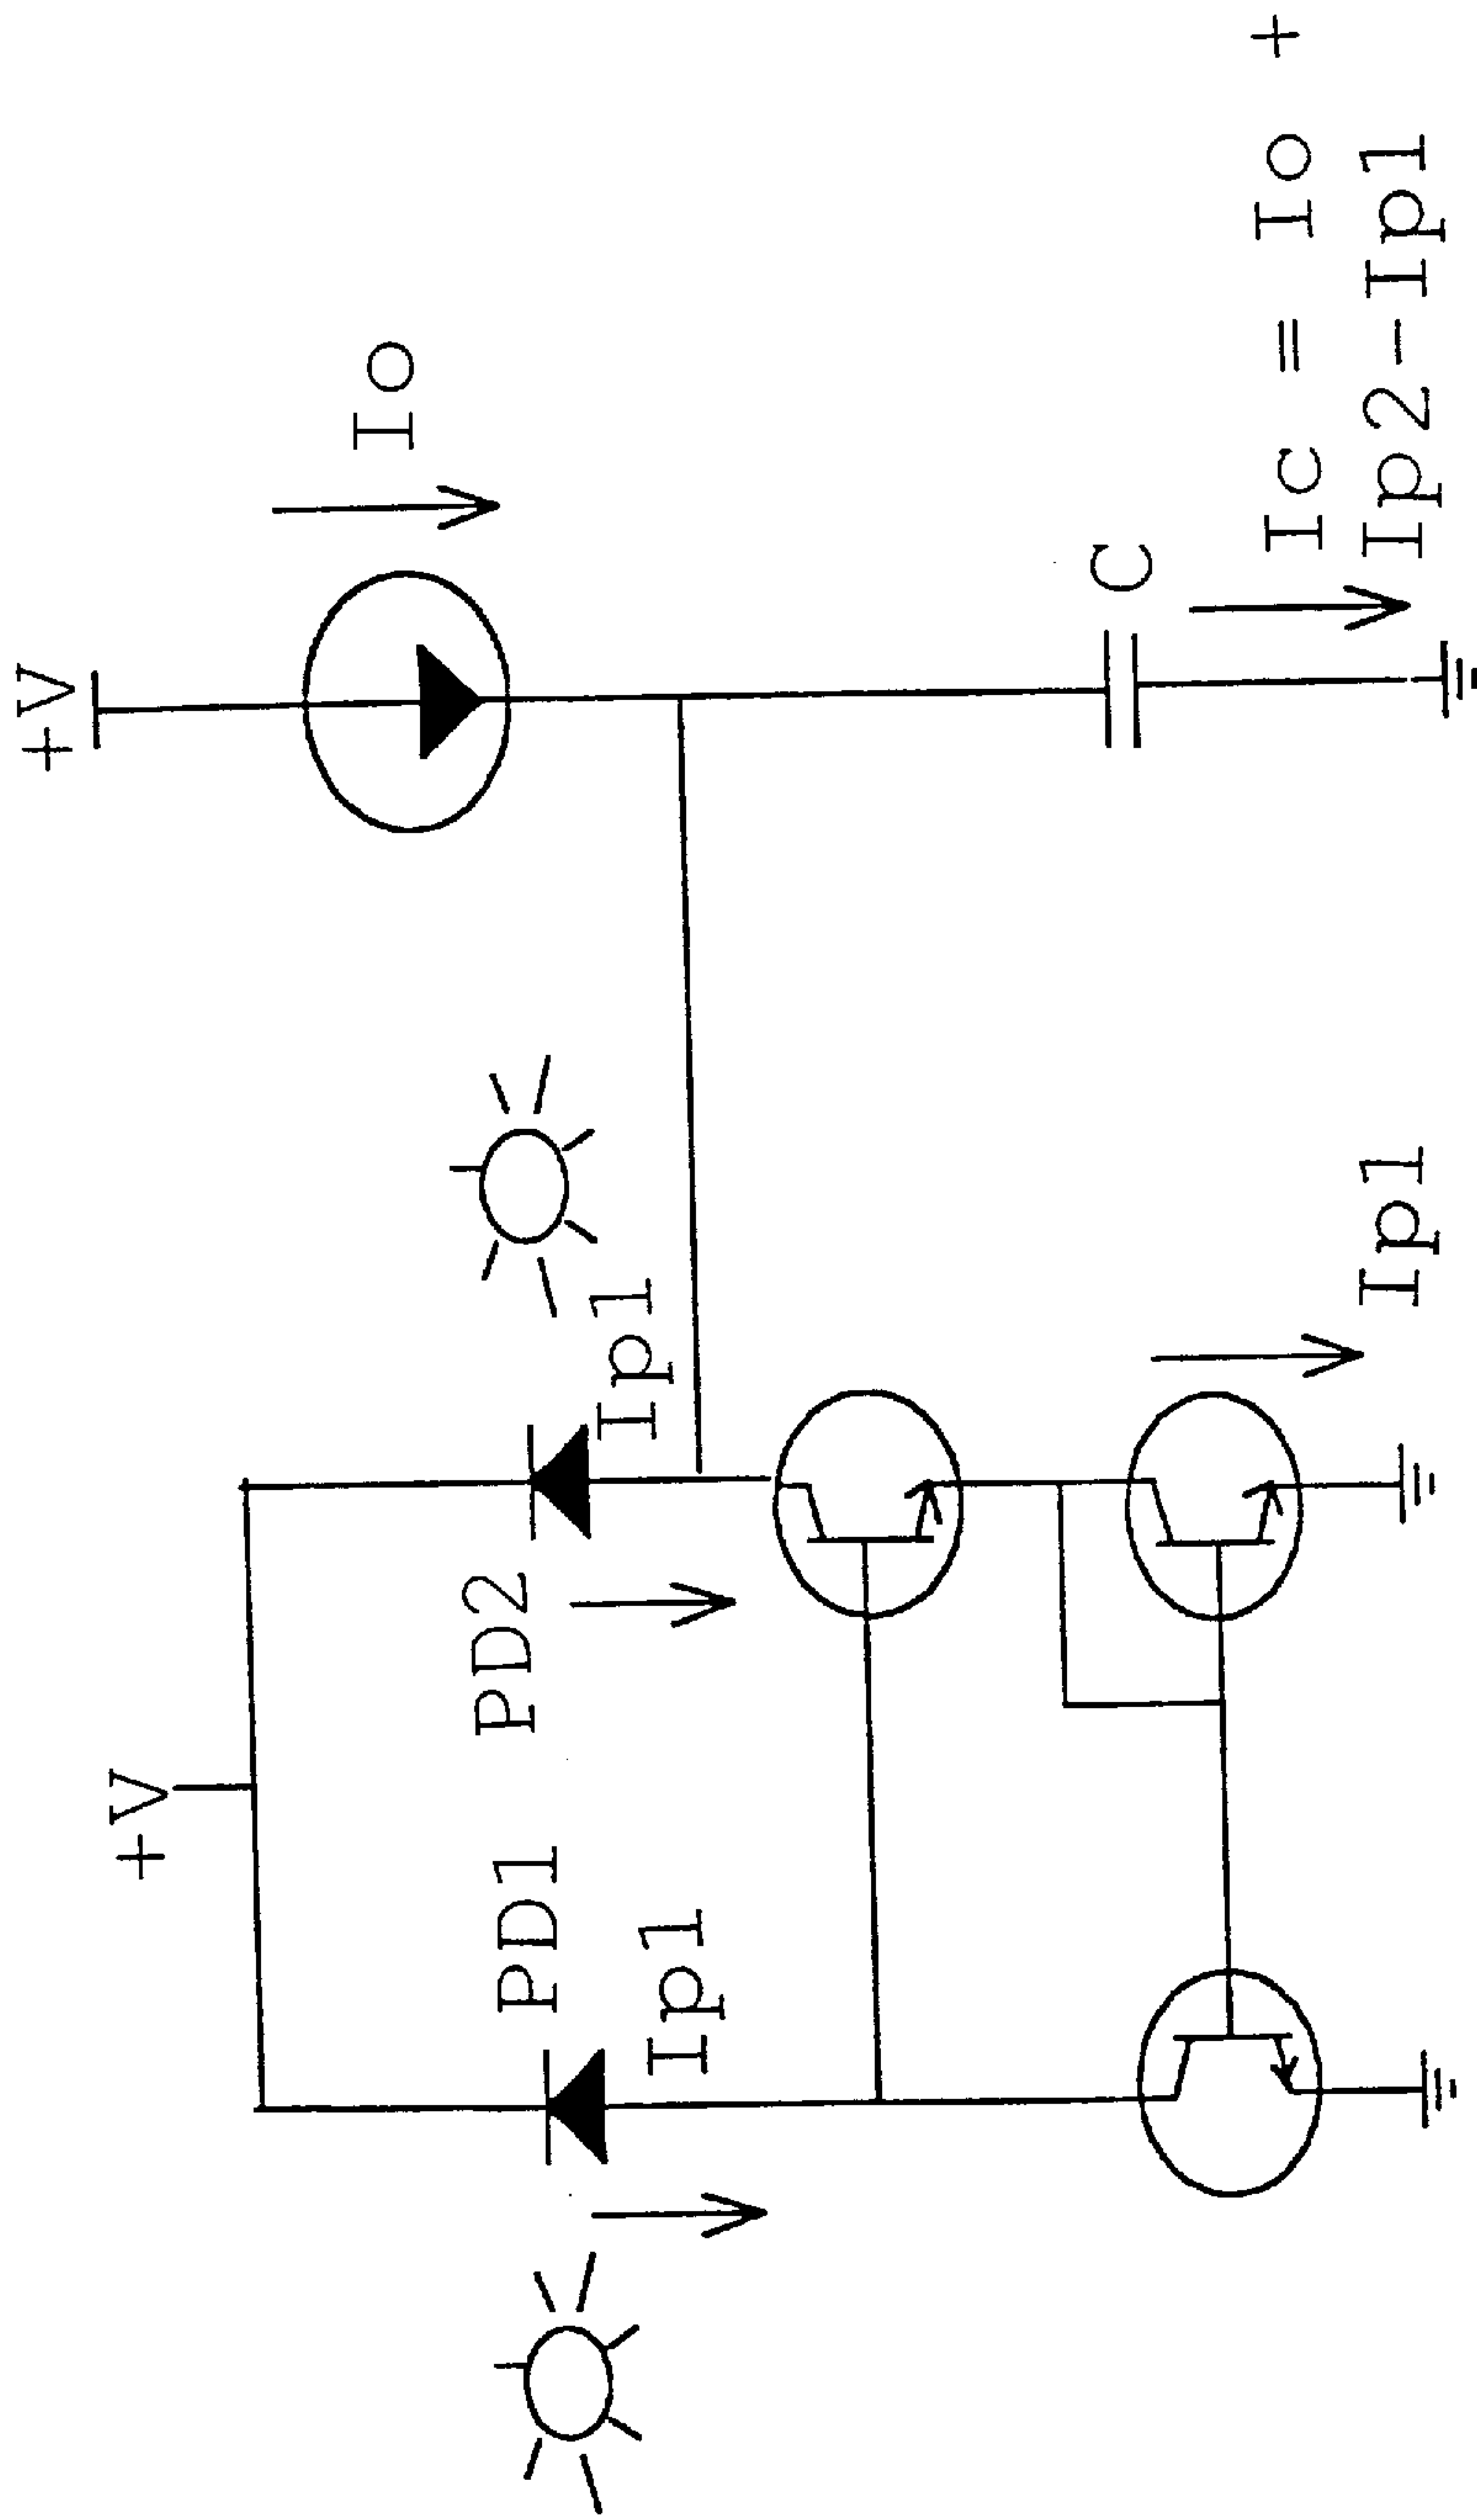 +V
+V
Io
PD1
PD2
Ip1
Ip1
C
Ip1
Ic = Io +
Ip2-Ip1